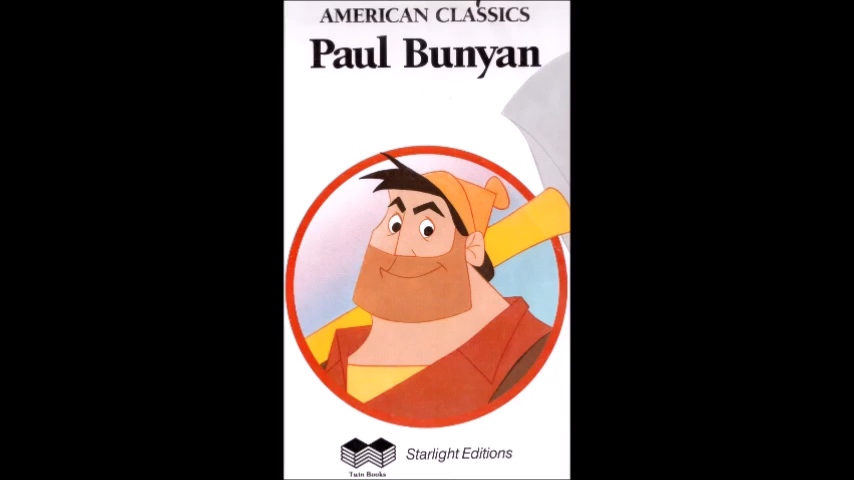 AMERICAN CLASSICS
Paul Bunyan
Starlight Editions
Twin Books